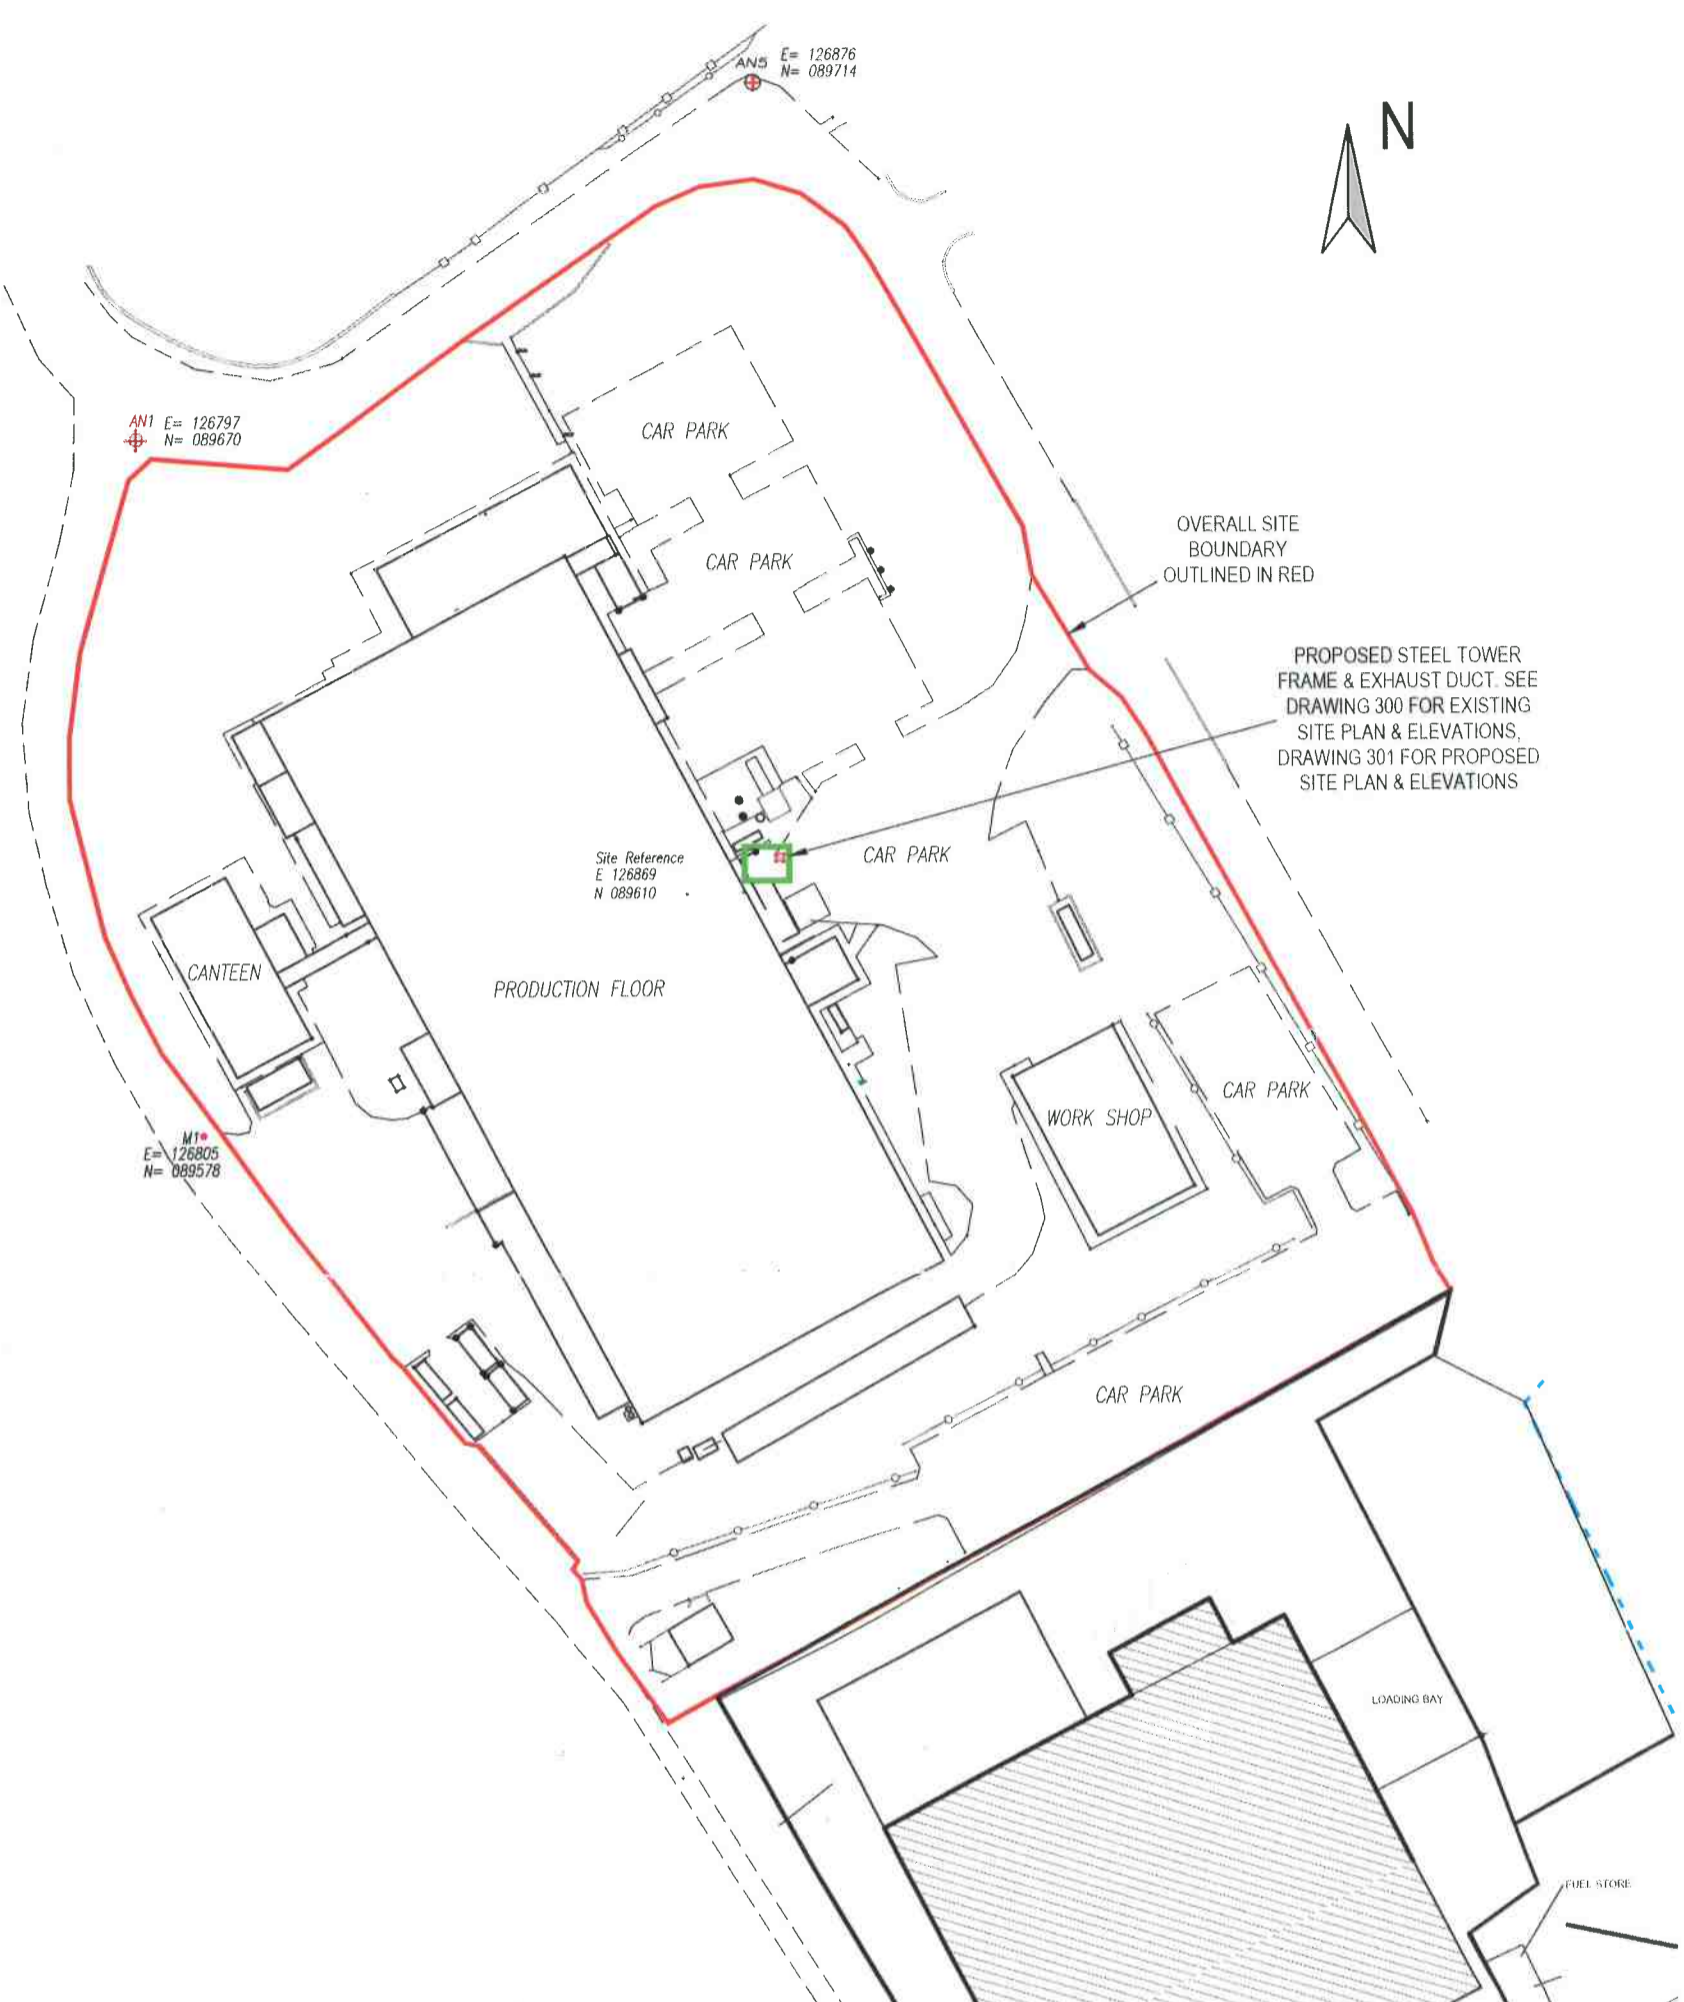 AN5
E= 126876
N= 089714
N
AN1 E= 126797
N= 089670
CAR PARK
CAR PARK
OVERALL SITE
BOUNDARY
OUTLINED IN RED
PROPOSED STEEL TOWER
FRAME & EXHAUST DUCT. SEE
DRAWING 300 FOR EXISTING
SITE PLAN & ELEVATIONS,
DRAWING 301 FOR PROPOSED
SITE PLAN & ELEVATIONS
Site Reference
E 126869
N 089610
CAR PARK
CANTEEN
PRODUCTION FLOOR
CAR PARK
WORK SHOP
M1
E= 126805
N= 089578
CAR PARK
LOADING BAY
FUEL STORE